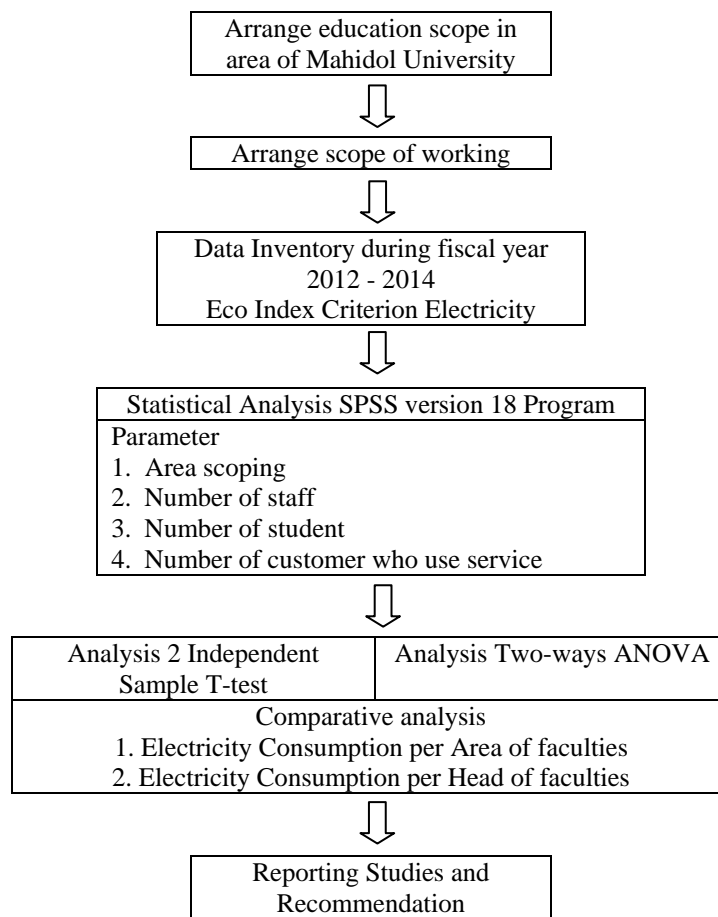 Arrange education scope in
area of Mahidol University
Arrange scope of working
Data Inventory during fiscal year
2012 - 2014
Eco Index Criterion Electricity
Statistical Analysis SPSS version 18 Program
Parameter
1. Area scoping
2. Number of staff
3. Number of student
4. Number of customer who use service
Analysis 2 Independent
Sample T-test
Analysis Two-ways ANOVA
Comparative analysis
1. Electricity Consumption per Area of faculties
2. Electricity Consumption per Head of faculties
Reporting Studies and
Recommendation